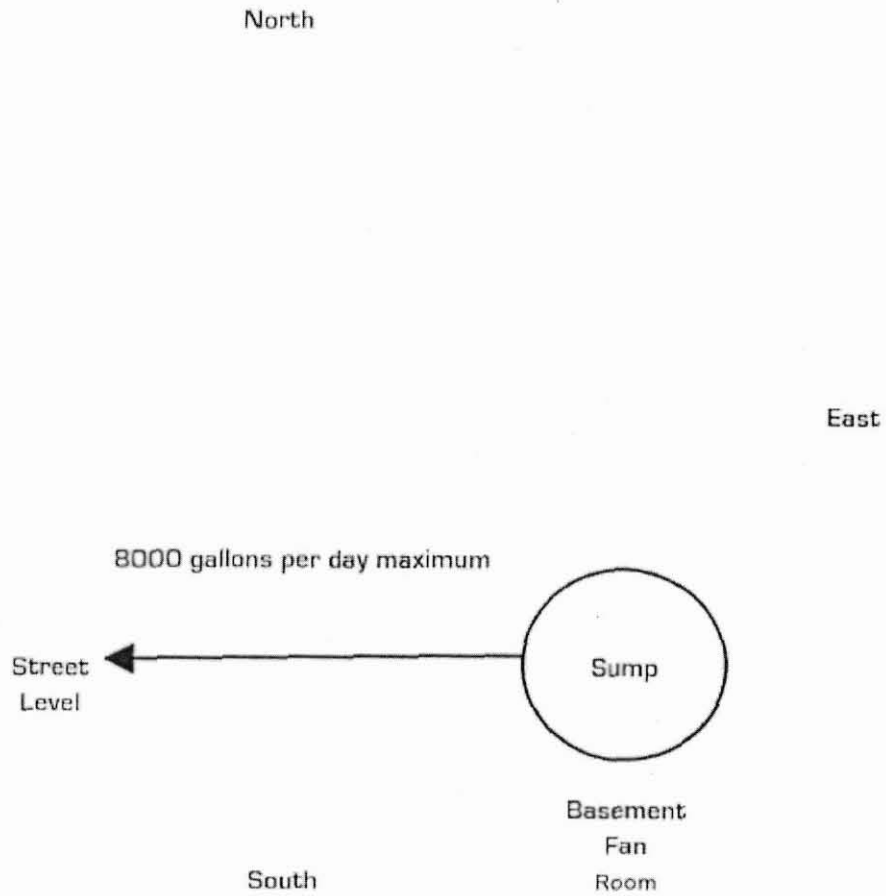 North
East
8000 gallons per day maximum
Street
Level
Sump
Basement
Fan
Room
South